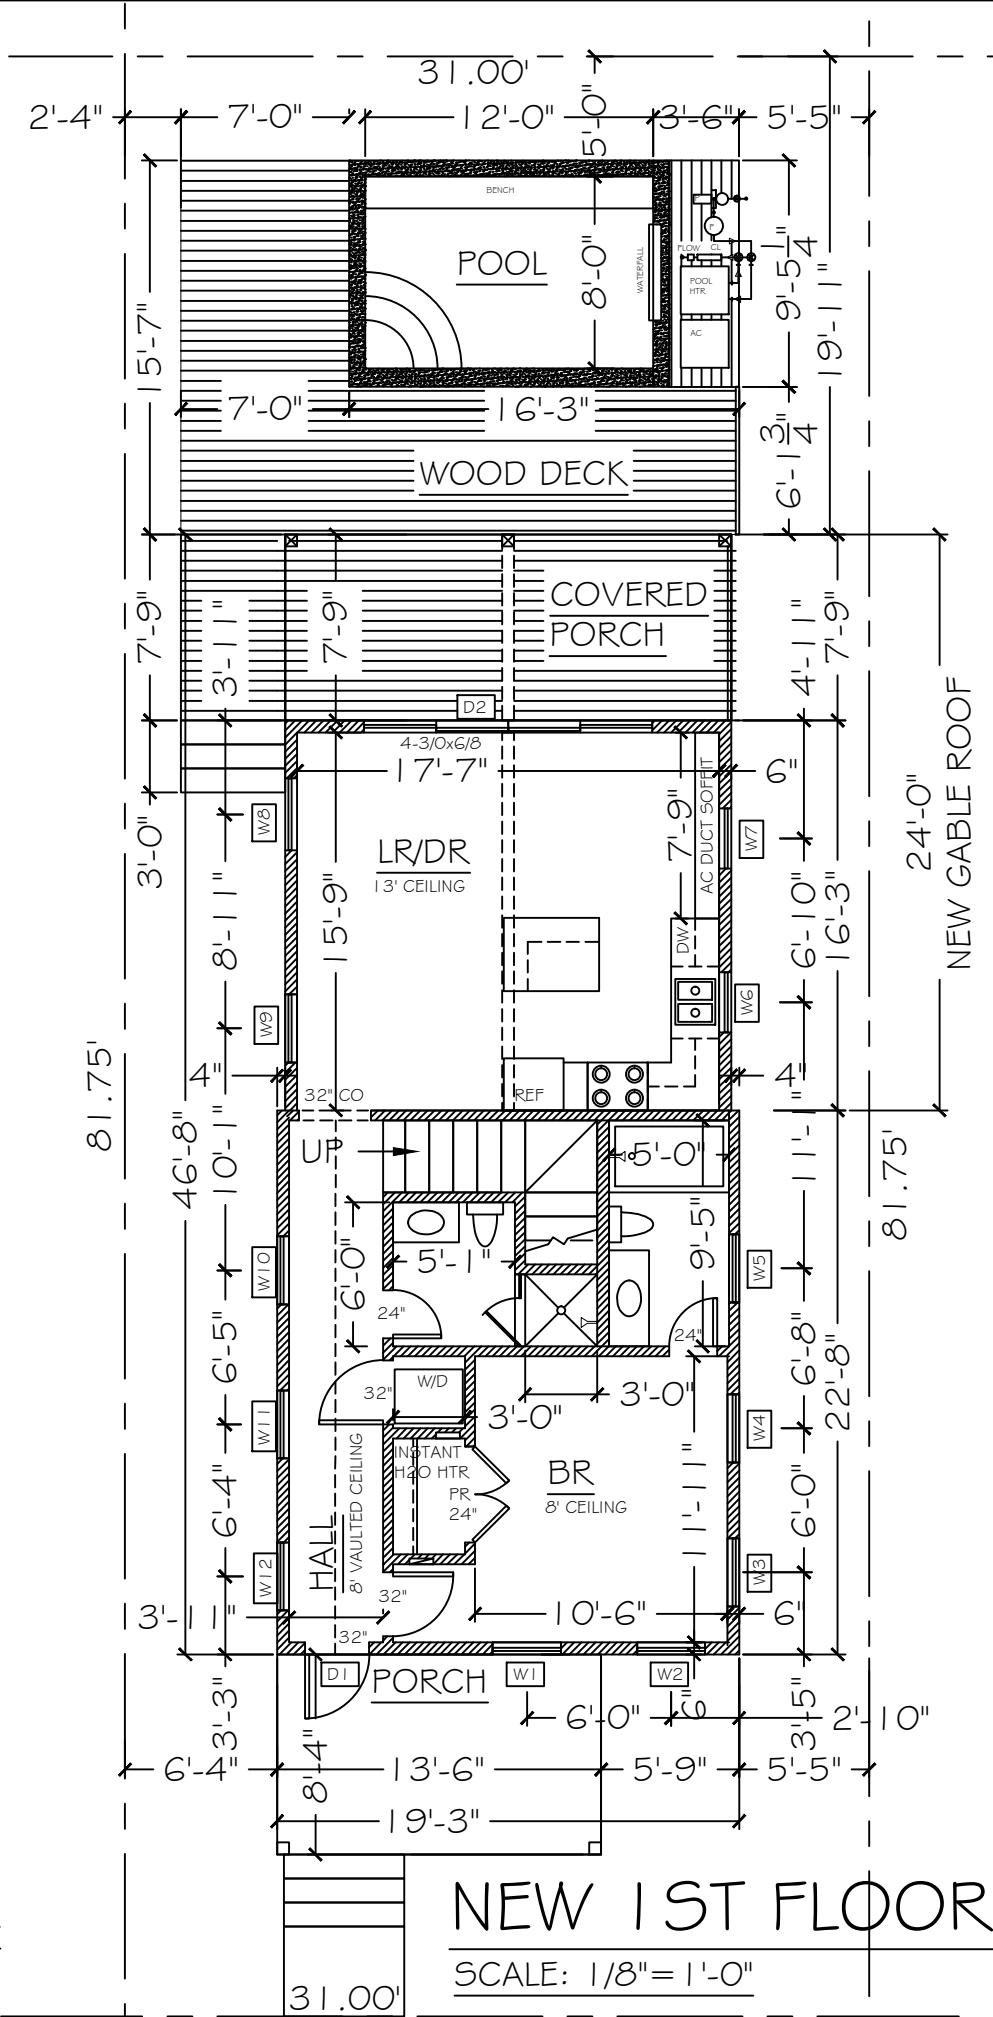 31.00'
2'-4"
7'-0"
12'-0"
3'-6"
5'-5"
5'-0"
BENCH
POOL
8'-0"
WATERFALL
FLOW
CL
F
POOL
HTR
AC
9'-5 1/4"
19'-11"
15'-7"
7'-0"
16'-3"
6'-1 3/4"
WOOD DECK
COVERED
PORCH
7'-9"
3'-11"
7'-9"
4'-11"
7'-9"
D2
4-3/0x6/8
17'-7"
6"
W8
LR/DR
13' CEILING
7'-9"
AC DUCT SOFFIT
W7
3'-0"
24'-0"
NEW GABLE ROOF
8'-11"
15'-9"
DW
6'-10"
16'-3"
W9
W6
81.75'
4"
32" CO
REF
4"
46'-8"
10'-1"
UP
5'-0"
11'-1"
81.75'
W10
6'-0"
5'-1"
9'-5"
W5
24"
24"
6'-5"
W/D
32"
3'-0"
3'-0"
6'-8"
22'-8"
W11
W4
INSTANT
H2O HTR
PR
24"
BR
8' CEILING
11'-11"
6'-4"
HALL
8' VAULTED CEILING
6'-0"
W12
W3
32"
3'-11"
10'-6"
6"
32"
D1
PORCH
W1
W2
3'-3"
6'-0"
6"
3'-5"
2'-10"
6'-4"
8'-4"
13'-6"
5'-9"
5'-5"
19'-3"
NEW 1ST FLOOR
SCALE: 1/8"=1'-0"
31.00'